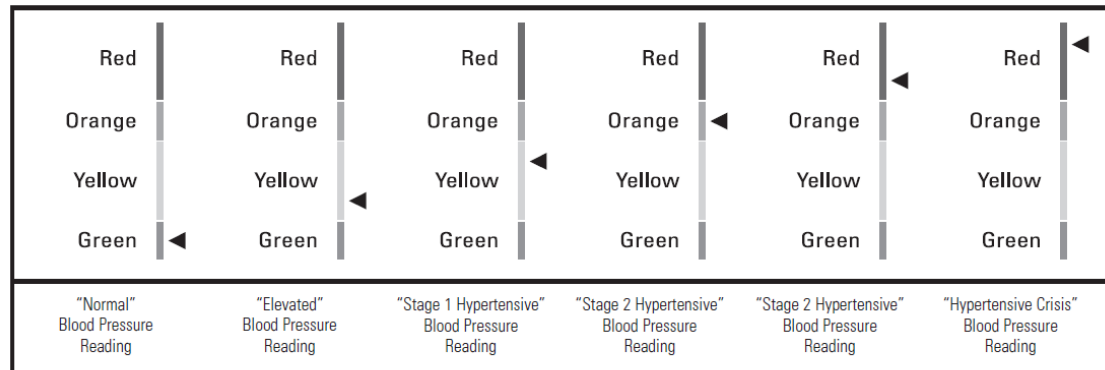 Red Red Red Red Red Red
Orange Orange Orange Orange Orange Orange
Yellow Yellow Yellow Yellow Yellow Yellow
Green Green Green Green Green Green
“Normal”
Blood Pressure
Reading
“Elevated”
Blood Pressure
Reading
“Stage 1 Hypertensive”
Blood Pressure
Reading
“Stage 2 Hypertensive”
Blood Pressure
Reading
“Stage 2 Hypertensive”
Blood Pressure
Reading
“Hypertensive Crisis”
Blood Pressure
Reading